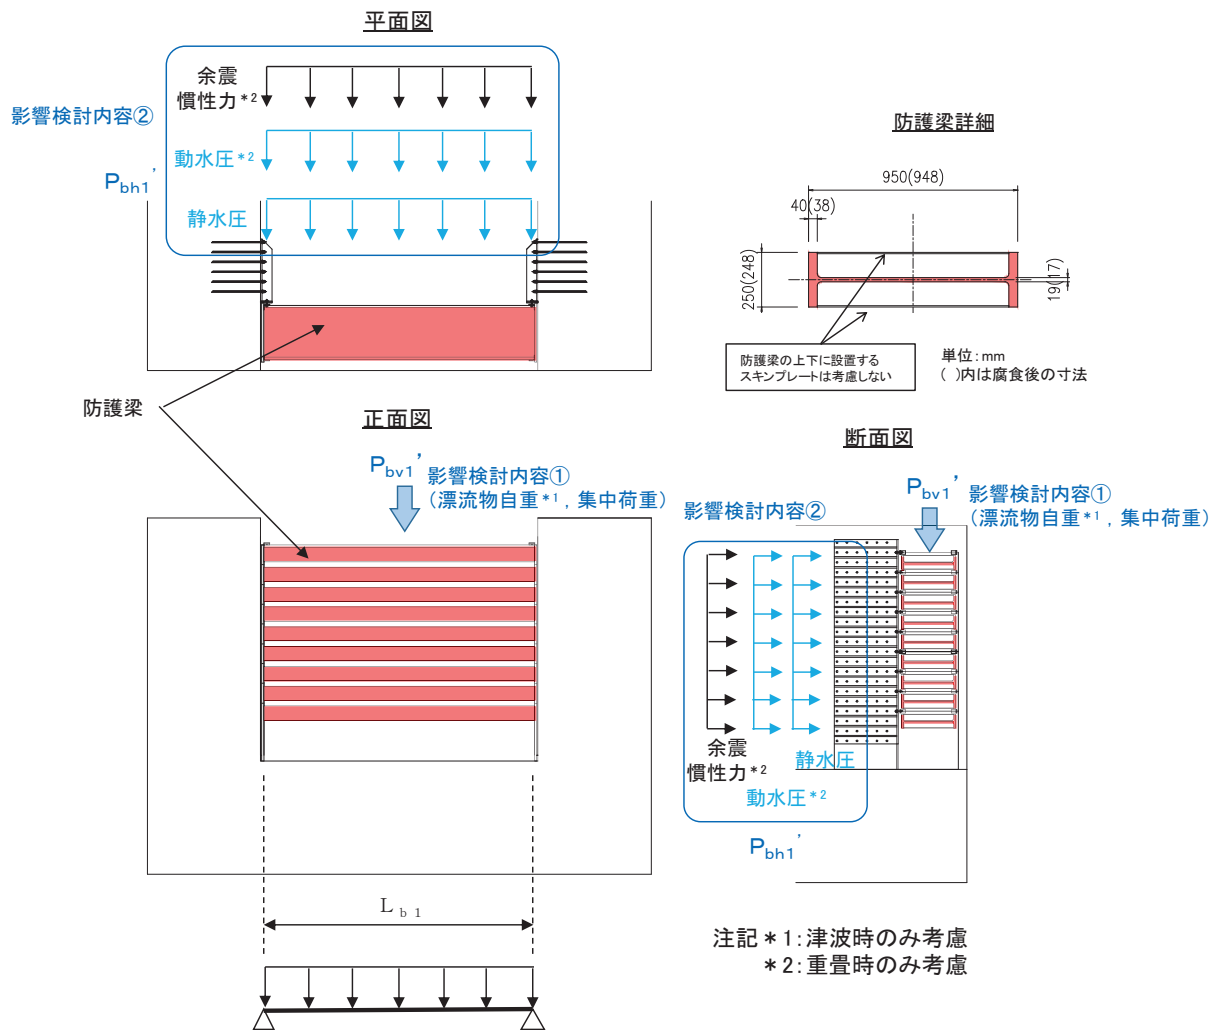 平面図
余震
慣性力*2
影響検討内容②
動水圧*2
Pbh1’
静水圧
防護梁詳細
950(948)
40(38)
250(248)
19(17)
防護梁の上下に設置する
スキンプレートは考慮しない
単位:mm
( )内は腐食後の寸法
防護梁
正面図
Pbv1’
影響検討内容①
(漂流物自重*1,集中荷重)
断面図
Pbv1’
影響検討内容①
(漂流物自重*1,集中荷重)
影響検討内容②
余震
慣性力*2
静水圧
動水圧*2
Pbh1’
Lb1
注記*1:津波時のみ考慮
*2:重畳時のみ考慮